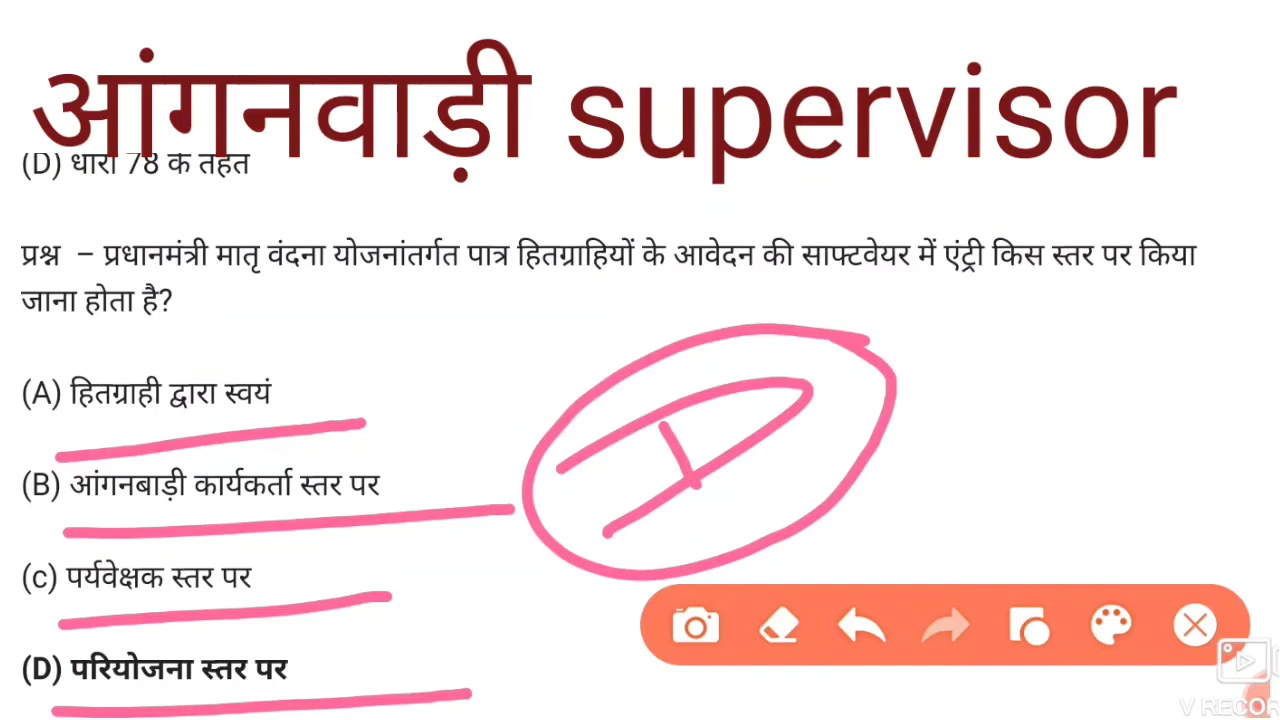 आंगनवाड़ी supervisor
(D) धारा 78 के तहत
प्रश्न – प्रधानमंत्री मातृ वंदना योजनांतर्गत पात्र हितग्राहियों के आवेदन की साफ्टवेयर में एंट्री किस स्तर पर किया
जाना होता है?
(A) हितग्राही द्वारा स्वयं
(B) आंगनबाड़ी कार्यकर्ता स्तर पर
(c) पर्यवेक्षक स्तर पर
(D) परियोजना स्तर पर
V RECOR